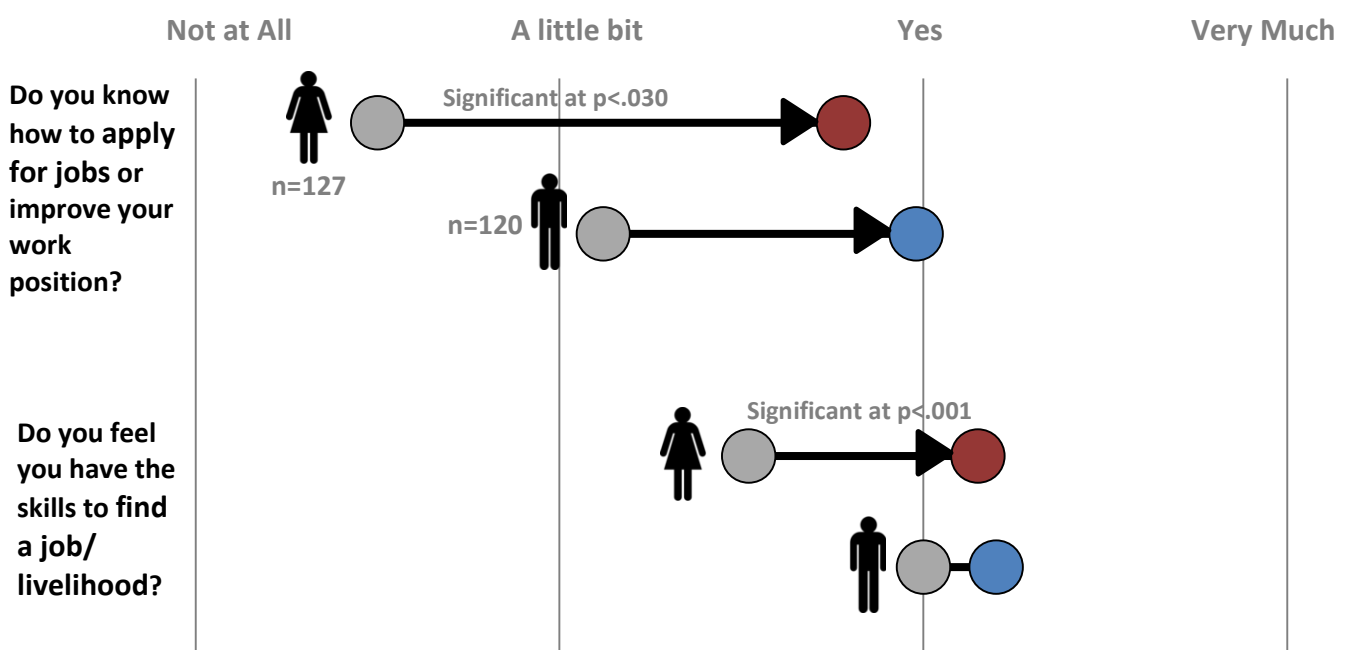 Not at All
A little bit
Yes
Very Much
Do you know
how to apply
for jobs or
improve your
work
position?
Significant at p<.030
n=127
n=120
Do you feel
you have the
skills to find
a job/
livelihood?
Significant at p<.001